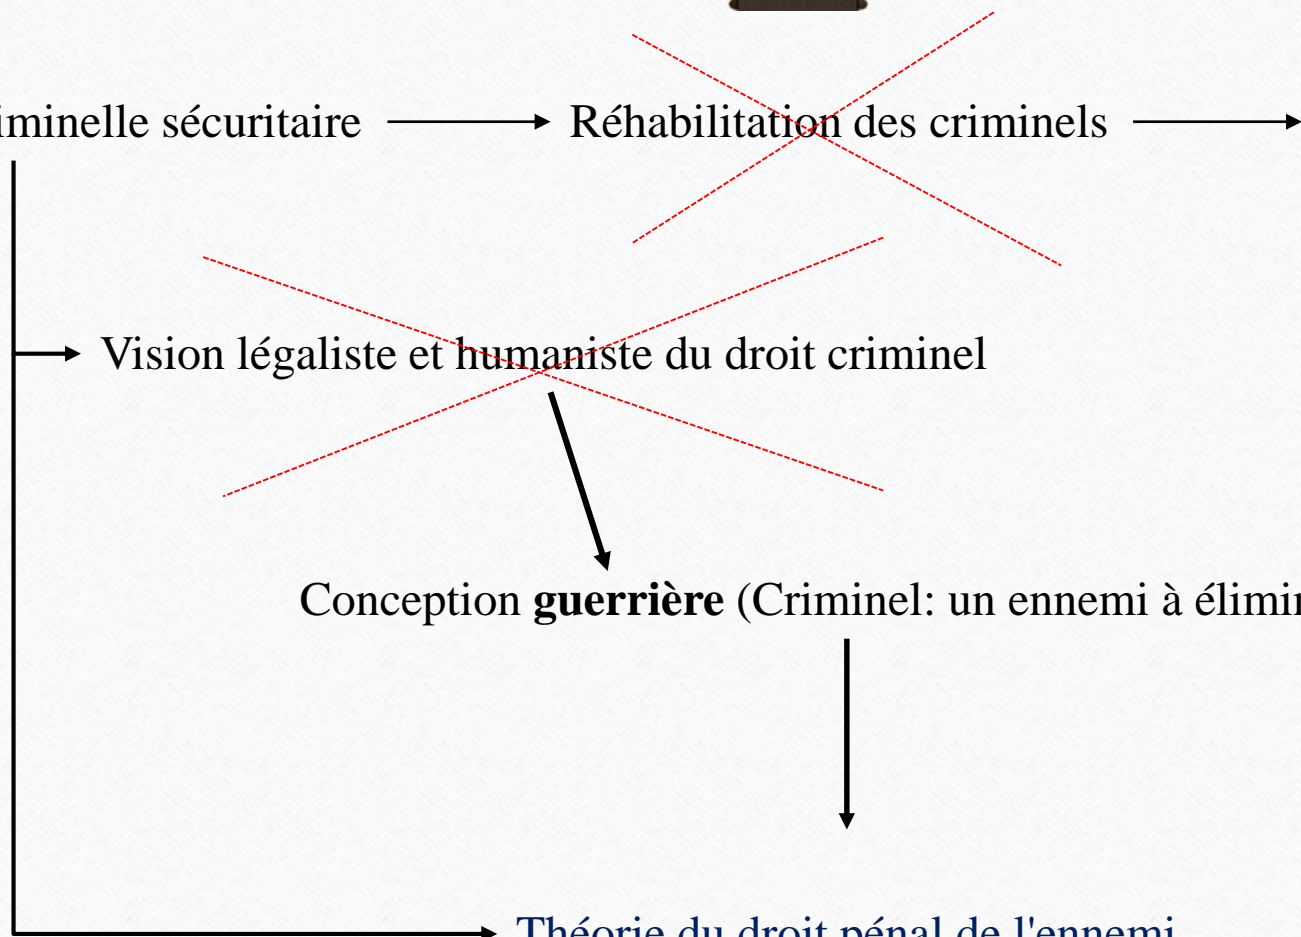 iminelle sécuritaire Réhabilitation des criminels
Vision légaliste et humaniste du droit criminel
Conception guerrière (Criminel: un ennemi à élimin
Théorie du droit pénal de l'ennemi